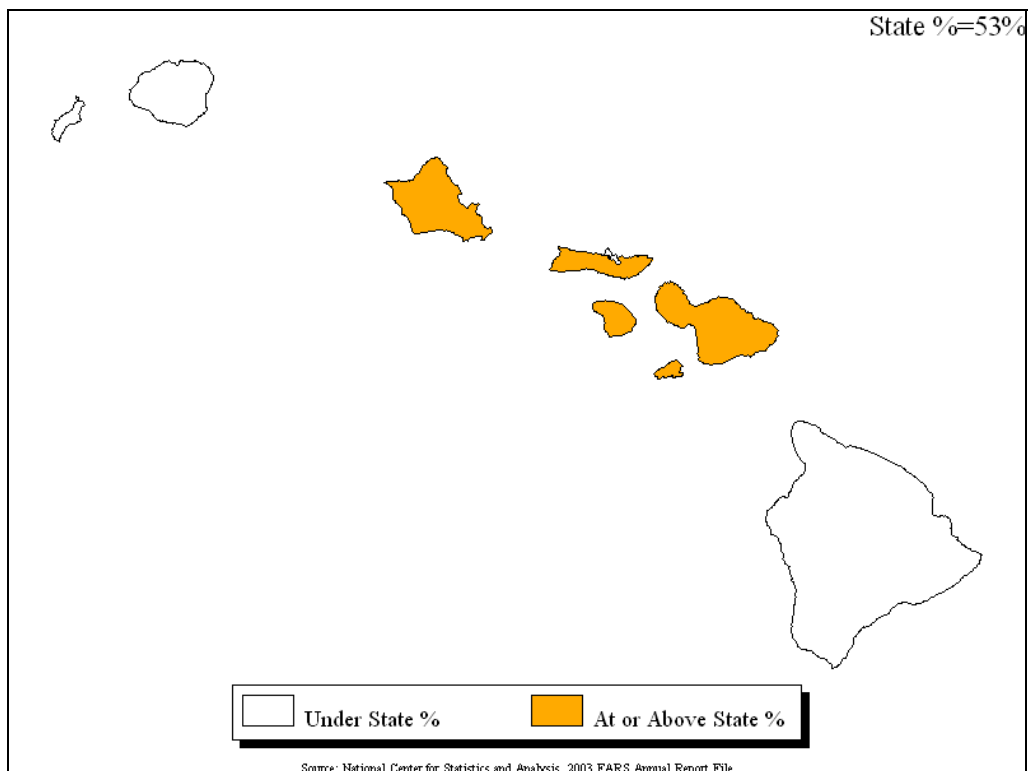 State %=53%
Under State %
At or Above State %
Source: National Center for Statistics and Analysis, 2003 FARS Annual Report File